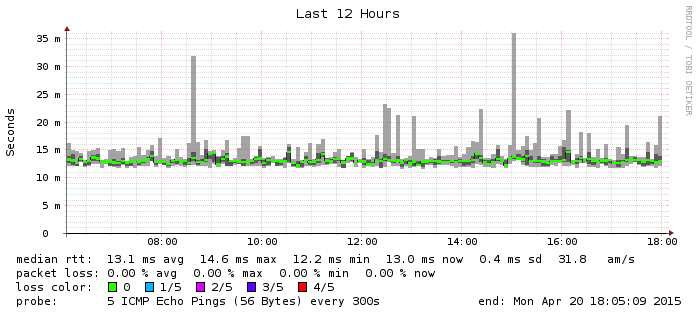 Last 12 Hours
RRDTOOL / TOBI OETIKER
Seconds
35 m
30 m
25 m
20 m
15 m
10 m
5 m
0
08:00 10:00 12:00 14:00 16:00 18:00
median rtt: 13.1 ms avg 14.6 ms max 12.2 ms min 13.0 ms now 0.4 ms sd 31.8 am/s
packet loss: 0.00 % avg 0.00 % max 0.00 % min 0.00 % now
loss color: 0 1/5 2/5 3/5 4/5
probe: 5 ICMP Echo Pings (56 Bytes) every 300s end: Mon Apr 20 18:05:09 2015